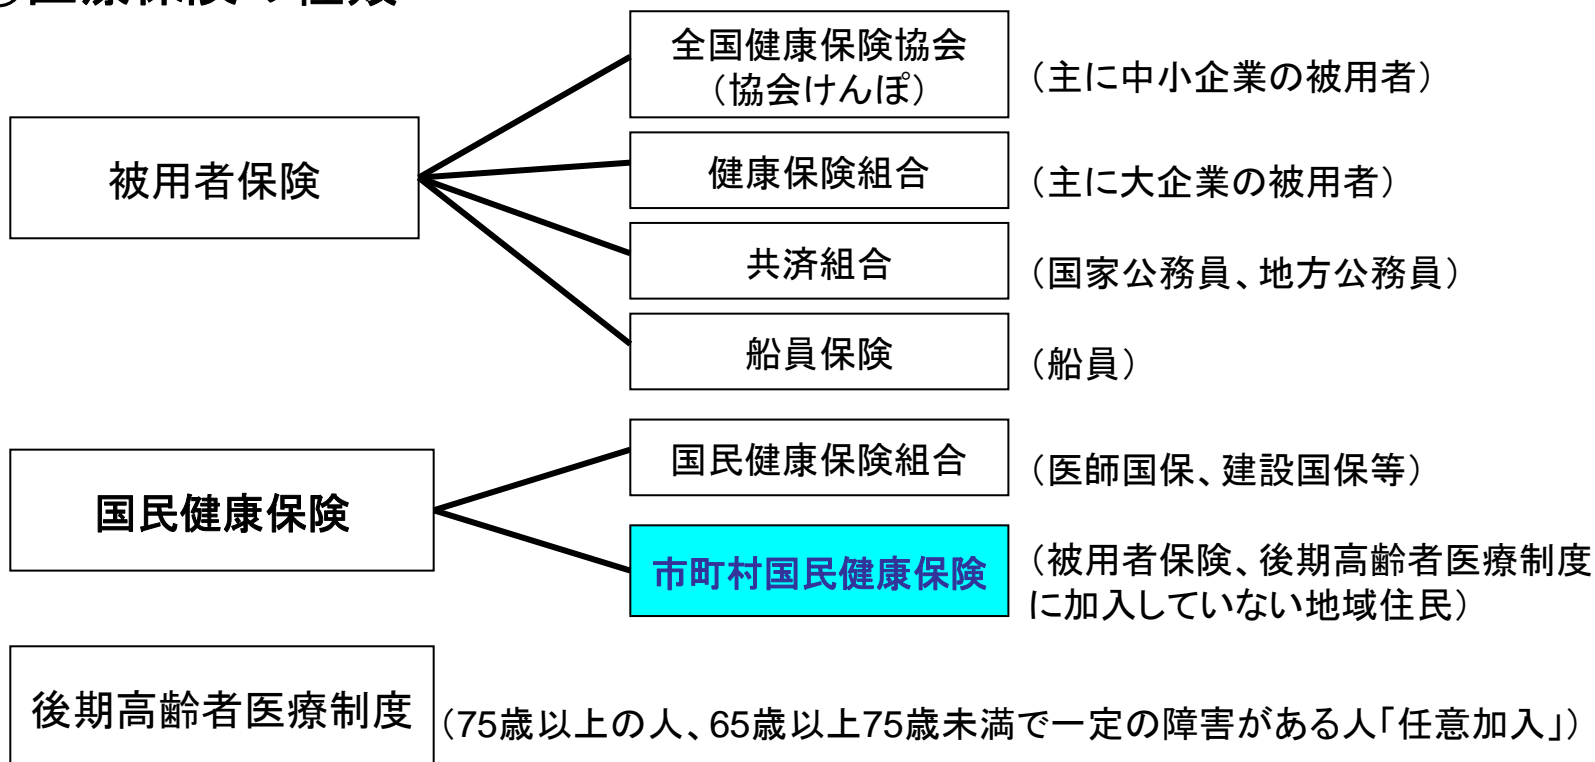 全国健康保険協会
（協会けんぽ）
（主に中小企業の被用者）
被用者保険
健康保険組合
（主に大企業の被用者）
共済組合
（国家公務員、地方公務員）
船員保険
（船員）
国民健康保険
国民健康保険組合
（医師国保、建設国保等）
市町村国民健康保険
（被用者保険、後期高齢者医療制度
に加入していない地域住民）
後期高齢者医療制度
（75歳以上の人、65歳以上75歳未満で一定の障害がある人「任意加入」）